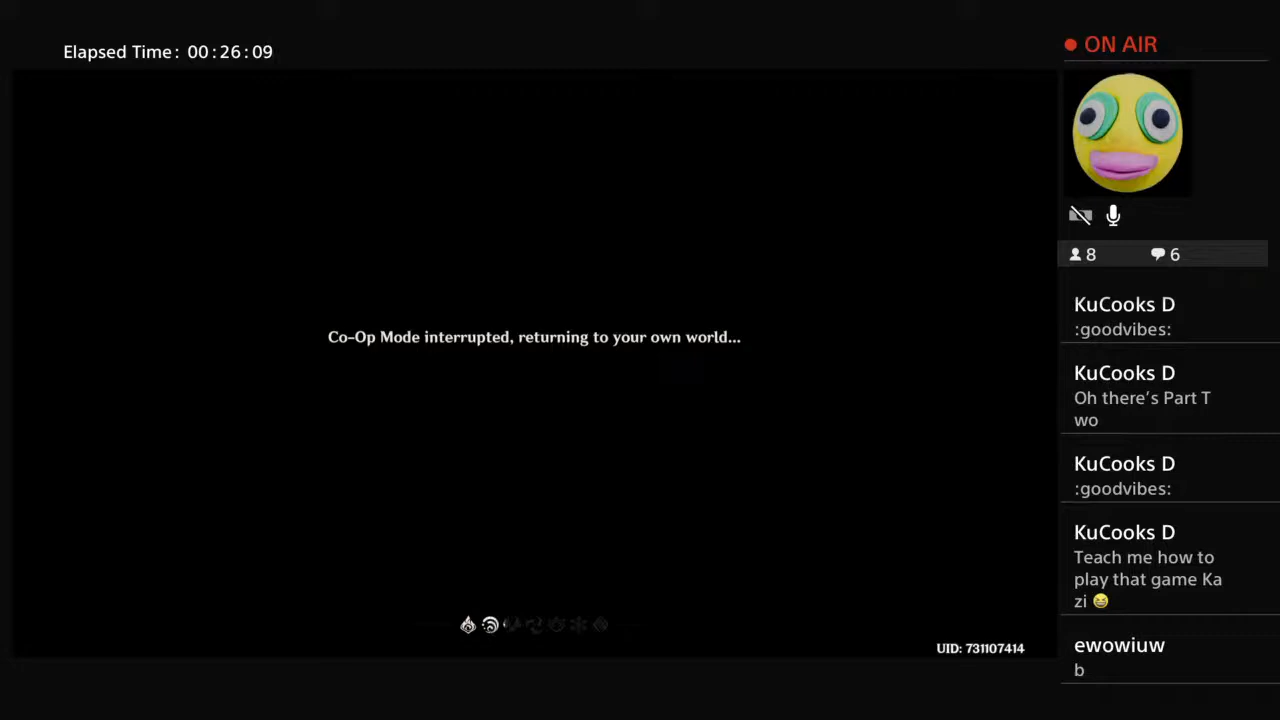 Elapsed Time: 00:26:09
ON AIR
8 6
KuCooks D
:goodvibes:
KuCooks D
Oh there's Part T
wo
KuCooks D
:goodvibes:
KuCooks D
Teach me how to
play that game Ka
zi 😆
ewowiuw
b
Co-Op Mode interrupted, returning to your own world...
UID: 731107414